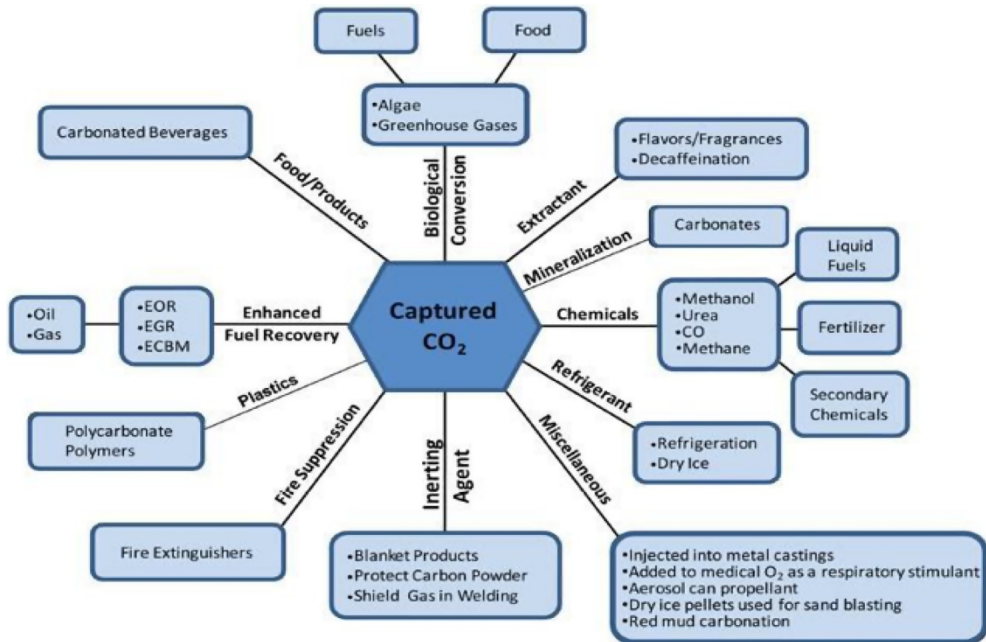 Fuels
Food
•Algae
•Greenhouse Gases
Carbonated Beverages
•Flavors/Fragrances
•Decaffeination
Food/Products
Biological
Conversion
Extractant
Mineralization
Carbonates
Liquid
Fuels
•Oil
•Gas
•EOR
•EGR
•ECBM
Enhanced
Fuel Recovery
Captured
CO₂
Chemicals
•Methanol
•Urea
•CO
•Methane
Fertilizer
Secondary
Chemicals
Plastics
Polycarbonate
Polymers
Refrigerant
•Refrigeration
•Dry Ice
Fire Suppression
Fire Extinguishers
Inerting
Agent
•Blanket Products
•Protect Carbon Powder
•Shield Gas in Welding
Miscellaneous
•Injected into metal castings
•Added to medical O₂ as a respiratory stimulant
•Aerosol can propellant
•Dry ice pellets used for sand blasting
•Red mud carbonation